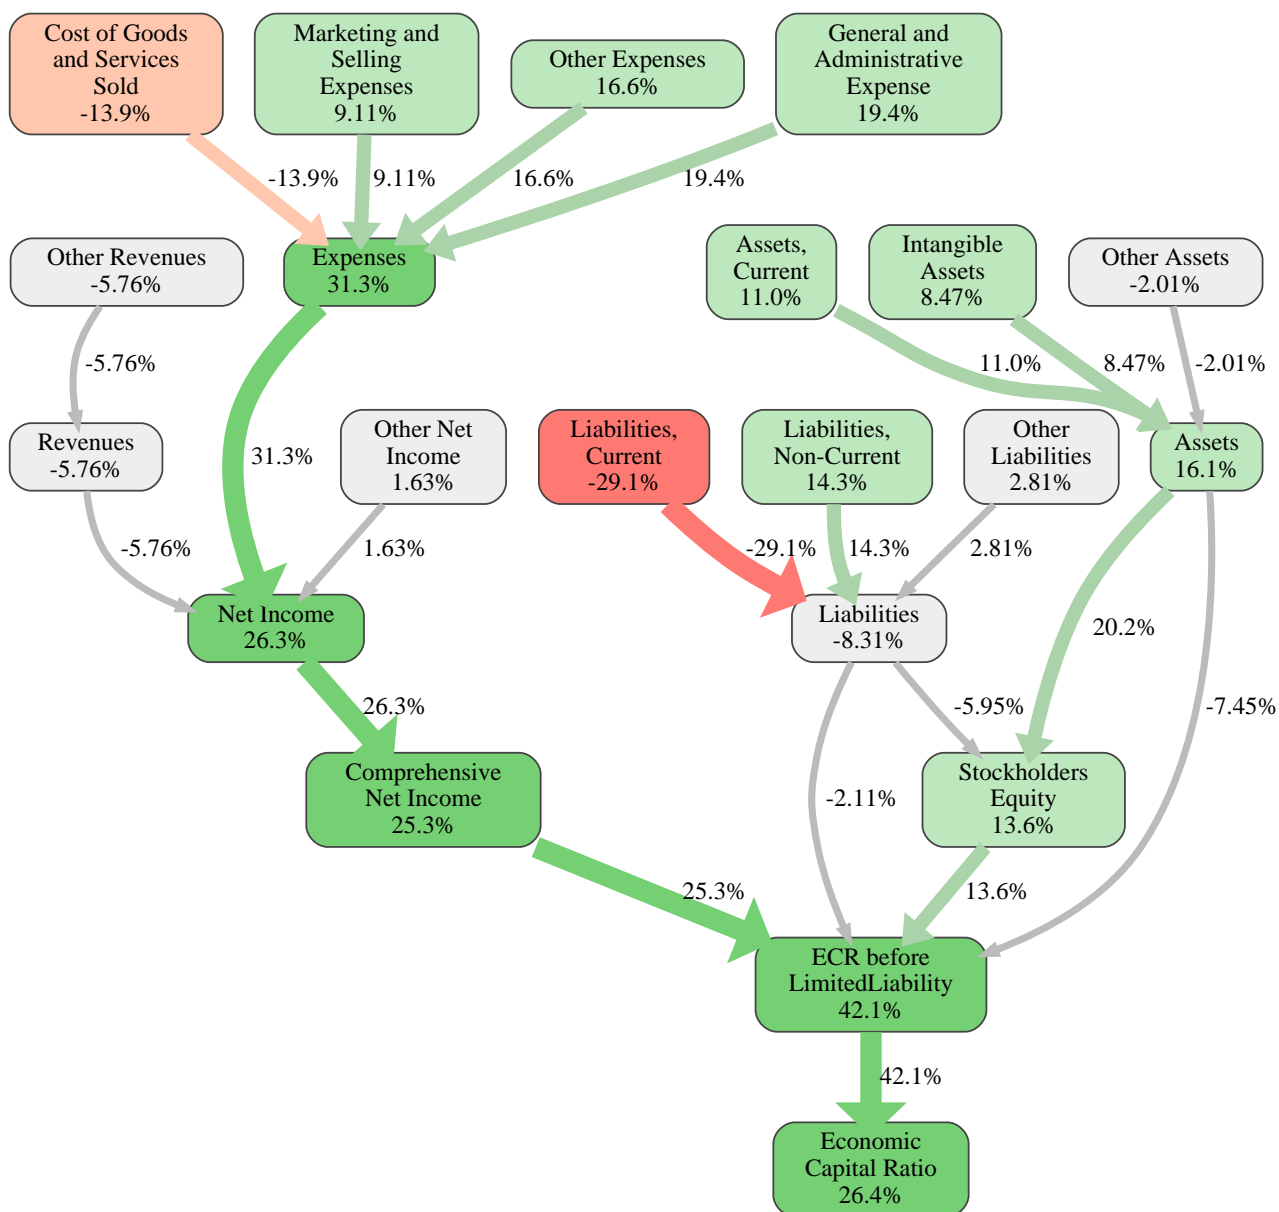 Cost of Goods
and Services
Sold
-13.9%
Marketing and
Selling
Expenses
9.11%
Other Expenses
16.6%
General and
Administrative
Expense
19.4%
-13.9%
9.11%
16.6%
19.4%
Other Revenues
-5.76%
Expenses
31.3%
Assets,
Current
11.0%
Intangible
Assets
8.47%
Other Assets
-2.01%
-5.76%
11.0%
8.47%
-2.01%
Revenues
-5.76%
31.3%
Other Net
Income
1.63%
Liabilities,
Current
-29.1%
Liabilities,
Non-Current
14.3%
Other
Liabilities
2.81%
Assets
16.1%
-5.76%
1.63%
-29.1%
14.3%
2.81%
Net Income
26.3%
Liabilities
-8.31%
20.2%
26.3%
-5.95%
-7.45%
Comprehensive
Net Income
25.3%
-2.11%
Stockholders
Equity
13.6%
25.3%
13.6%
ECR before
LimitedLiability
42.1%
42.1%
Economic
Capital Ratio
26.4%